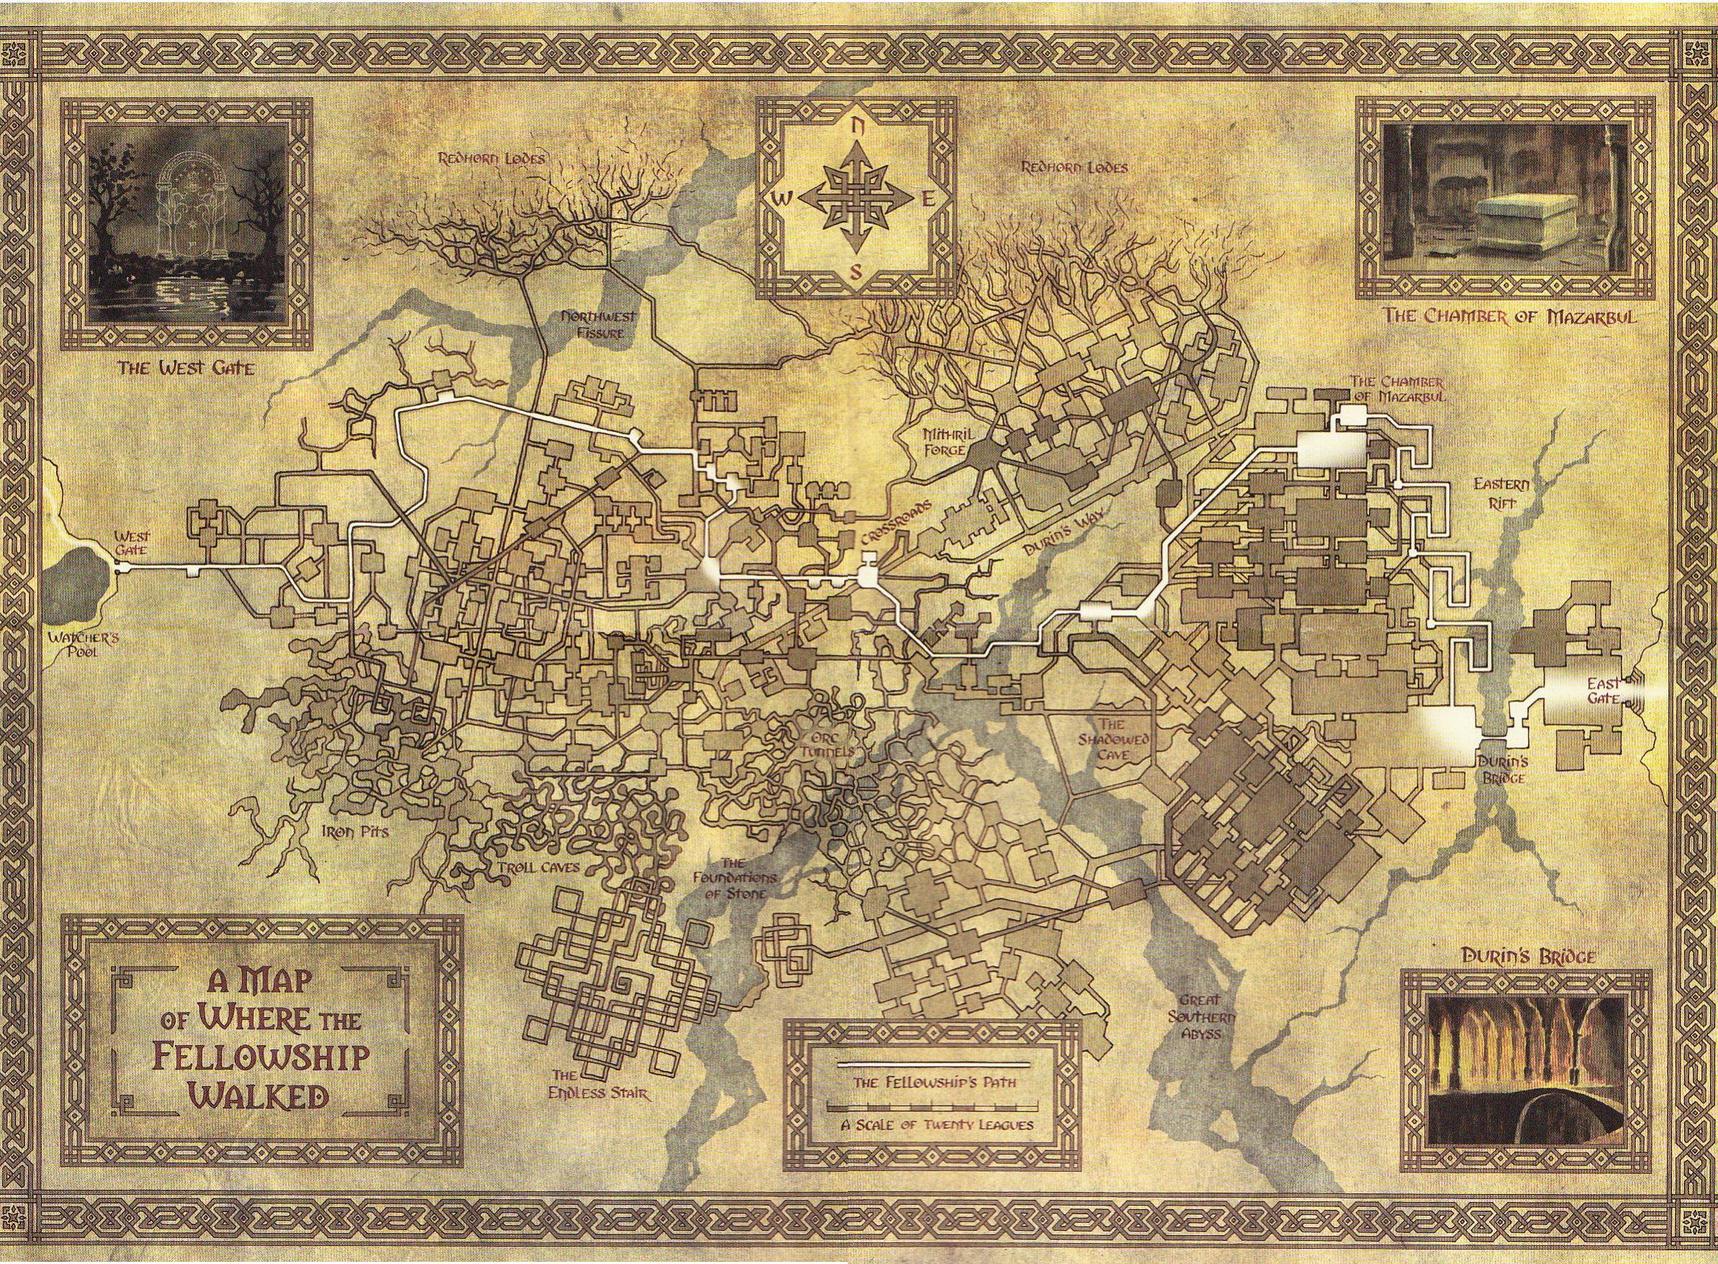 Redhorn Lodes
Redhorn Lodes
N
W
E
S
The West Gate
The Chamber of Mazarbul
Northwest
Fissure
The Chamber
of Mazarbul
Mithril
Forge
Crossroads
Durin's Way
Eastern
Rift
West
Gate
Watcher's
Pool
East
Gate
The
Shadowed
Cave
Orc
Tunnels
Durin's
Bridge
Iron Pits
Troll Caves
The
Foundations
of Stone
A Map
of Where the
Fellowship
Walked
The
Endless Stair
Great
Southern
Abyss
Durin's Bridge
The Fellowship's Path
A Scale of Twenty Leagues